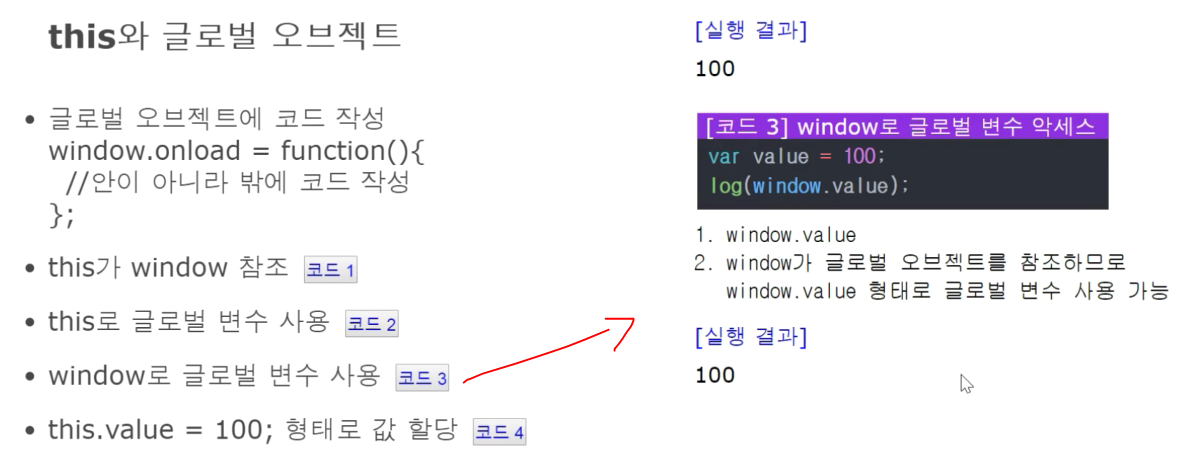 this와 글로벌 오브젝트
• 글로벌 오브젝트에 코드 작성
window.onload = function(){
//안이 아니라 밖에 코드 작성
};
• this가 window 참조 코드 1
• this로 글로벌 변수 사용 코드 2
• window로 글로벌 변수 사용 코드 3
• this.value = 100; 형태로 값 할당 코드 4
[실행 결과]
100
[코드 3] window로 글로벌 변수 악세스
var value = 100;
log(window.value);
1. window.value
2. window가 글로벌 오브젝트를 참조하므로
window.value 형태로 글로벌 변수 사용 가능
[실행 결과]
100